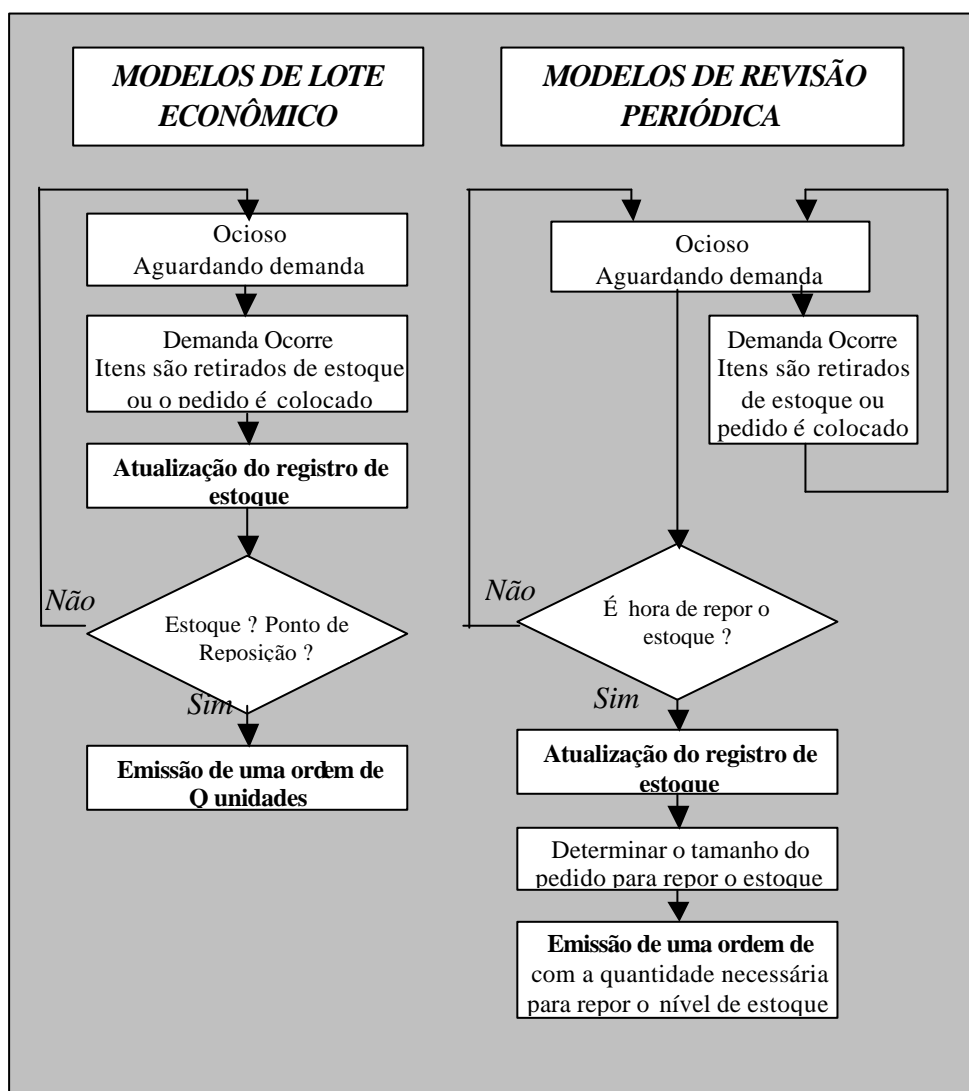 MODELOS DE LOTE
ECONÔMICO
Ocioso
Aguardando demanda
Demanda Ocorre
Itens são retirados de estoque
ou o pedido é colocado
Atualização do registro de
estoque
Não
Estoque ? Ponto de
Reposição ?
Sim
Emissão de uma ordem de
Q unidades
MODELOS DE REVISÃO
PERIÓDICA
Ocioso
Aguardando demanda
Demanda Ocorre
Itens são retirados
de estoque ou
pedido é colocado
Não
É hora de repor o
estoque ?
Sim
Atualização do registro de
estoque
Determinar o tamanho do
pedido para repor o estoque
Emissão de uma ordem de
com a quantidade necessária
para repor o nível de estoque